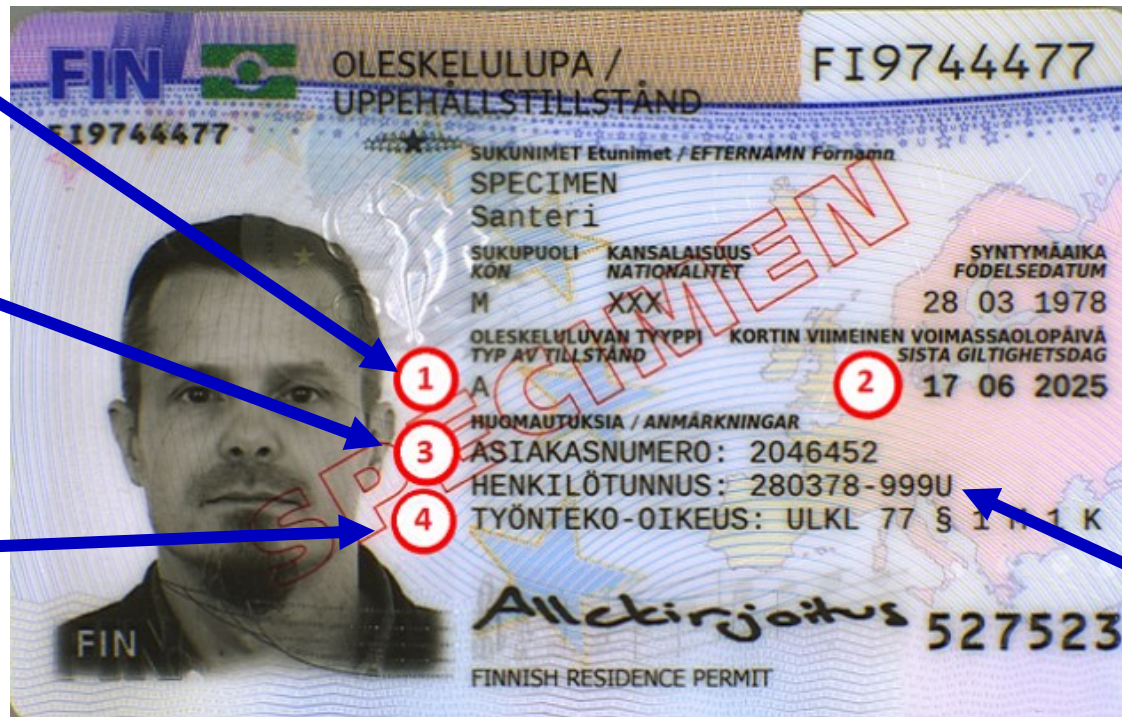 FIN
OLESKELULUPA /
UPPEHÅLLSTILLSTÅND
FI9744477
FI9744477
SUKUNIMET Etunimet / EFTERNAMN Förnamn
SPECIMEN
Santeri
SUKUPUOLI KANSALAISUUS SYNTYMÄAIKA
KÖN NATIONALITET FÖDELSEDATUM
M XXX 28 03 1978
OLESKELULUVAN TYYPPI KORTIN VIIMEINEN VOIMASSAOLOPÄIVÄ
TYP AV TILLSTÅND SISTA GILTIGHETSDAG
1 A 2 17 06 2025
HUOMAUTUKSIA / ANMÄRKNINGAR
3 ASIAKASNUMERO: 2046452
HENKILÖTUNNUS: 280378-999U
4 TYÖNTEKO-OIKEUS: ULKL 77 § 1 M 1 K
SPECIMEN
Allekirjoitus
527523
FIN
FINNISH RESIDENCE PERMIT